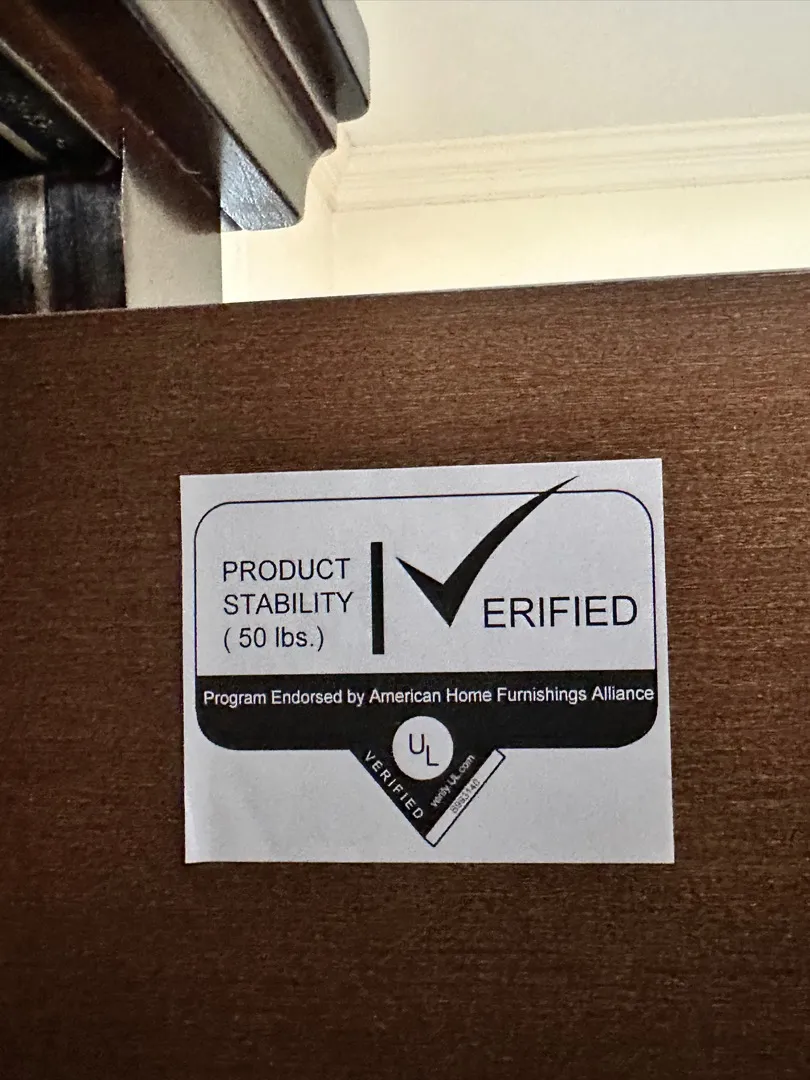 PRODUCT
STABILITY
( 50 lbs.)
VERIFIED
Program Endorsed by American Home Furnishings Alliance
UL
VERIFIED
verify.UL.com